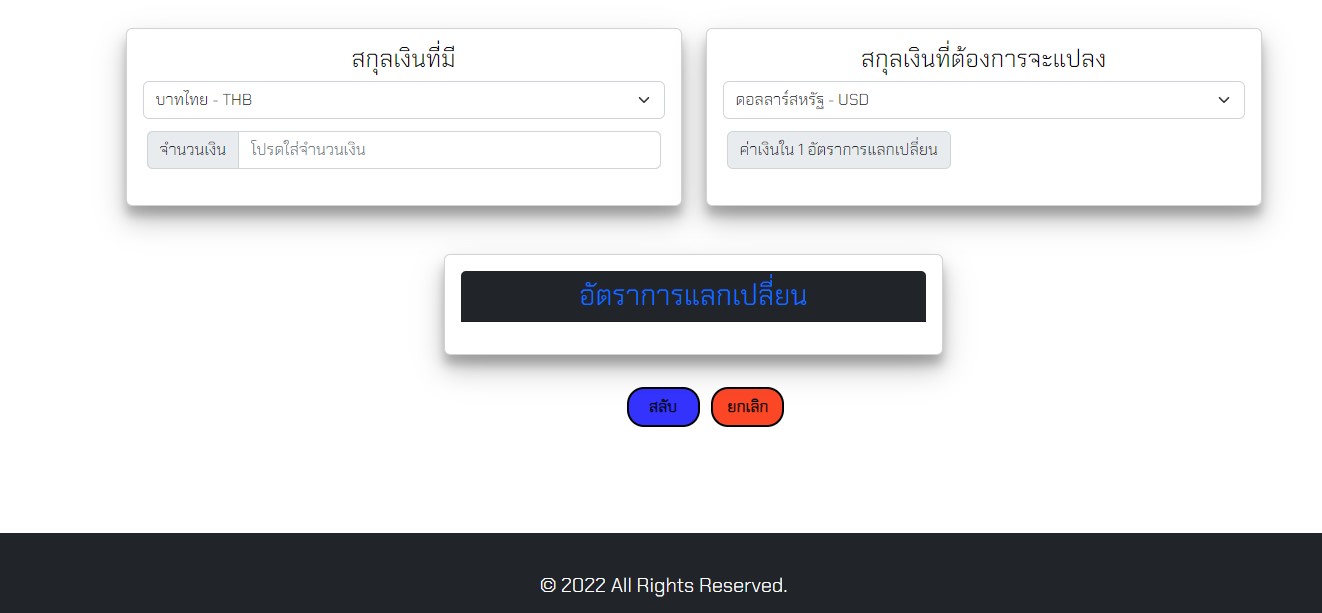 สกุลเงินที่มี
บาทไทย - THB
จำนวนเงิน โปรดใส่จำนวนเงิน
สกุลเงินที่ต้องการจะแปลง
ดอลลาร์สหรัฐ - USD
ค่าเงินใน 1 อัตราการแลกเปลี่ยน
อัตราการแลกเปลี่ยน
สลับ ยกเลิก
© 2022 All Rights Reserved.